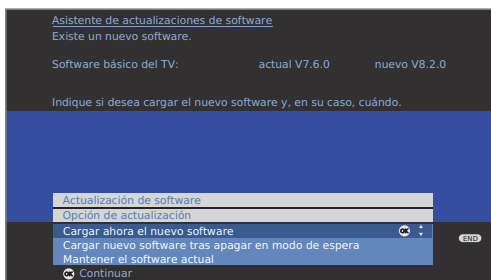 Asistente de actualizaciones de software
Existe un nuevo software.
Software básico del TV: actual V7.6.0 nuevo V8.2.0
Indique si desea cargar el nuevo software y, en su caso, cuándo.
Actualización de software
Opción de actualización
Cargar ahora el nuevo software OK
Cargar nuevo software tras apagar en modo de espera
END
Mantener el software actual
OK Continuar